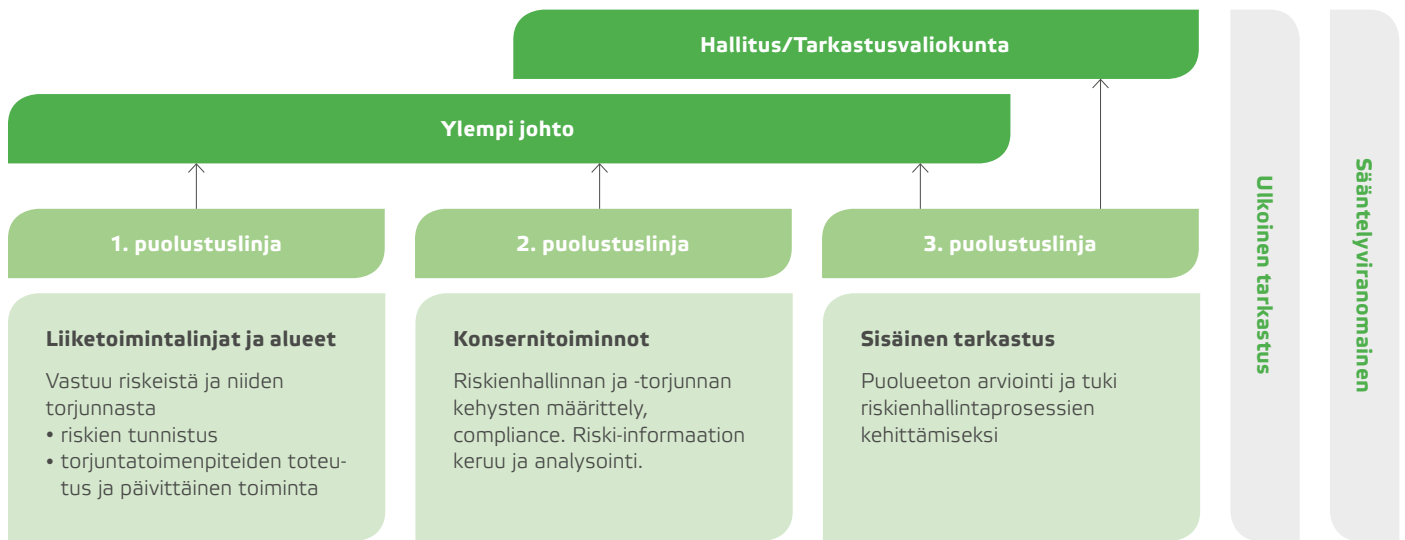 Hallitus/Tarkastusvaliokunta
Ylempi johto
1. puolustuslinja
2. puolustuslinja
3. puolustuslinja
Liiketoimintalinjat ja alueet
Vastuu riskeistä ja niiden
torjunnasta
• riskien tunnistus
• torjuntatoimenpiteiden toteu-
tus ja päivittäinen toiminta
Konsernitoiminnot
Riskienhallinnan ja -torjunnan
kehysten määrittely,
compliance. Riski-informaation
keruu ja analysointi.
Sisäinen tarkastus
Puolueeton arviointi ja tuki
riskienhallintaprosessien
kehittämiseksi
Ulkoinen tarkastus
Sääntelyviranomainen